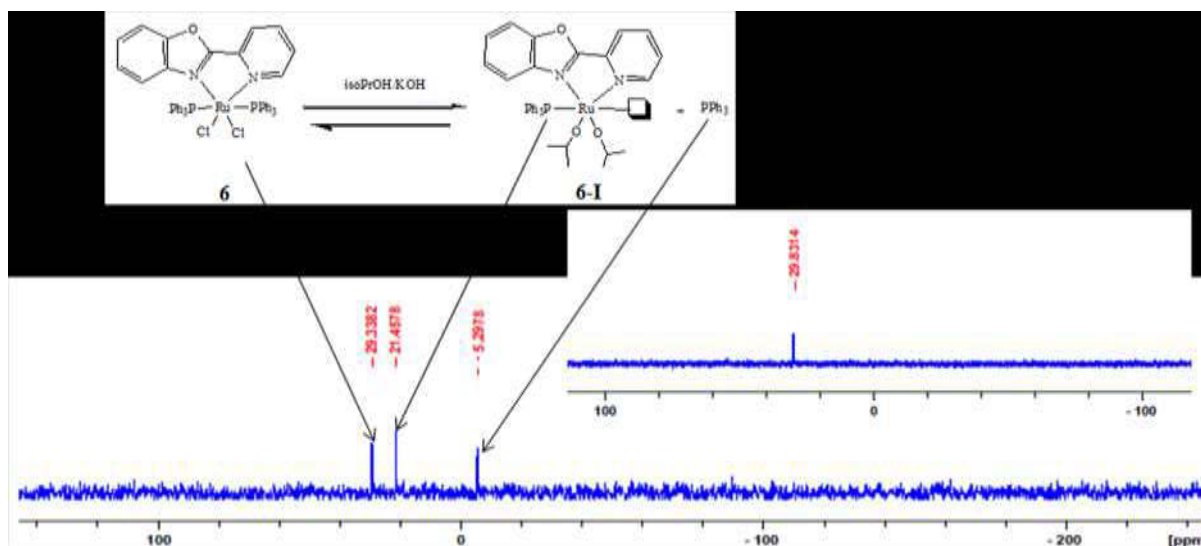 O
O
isoPrOH/KOH
N
N
N
N
Ph₃P
Ru
PPh₃
Ph₃P
Ru
- PPh₃
Cl
Cl
O
O
6
6-I
– 29.3382
– 21.4578
– -5.2978
– 29.8314
100
0
- 100
100
0
- 100
- 200
[ppm